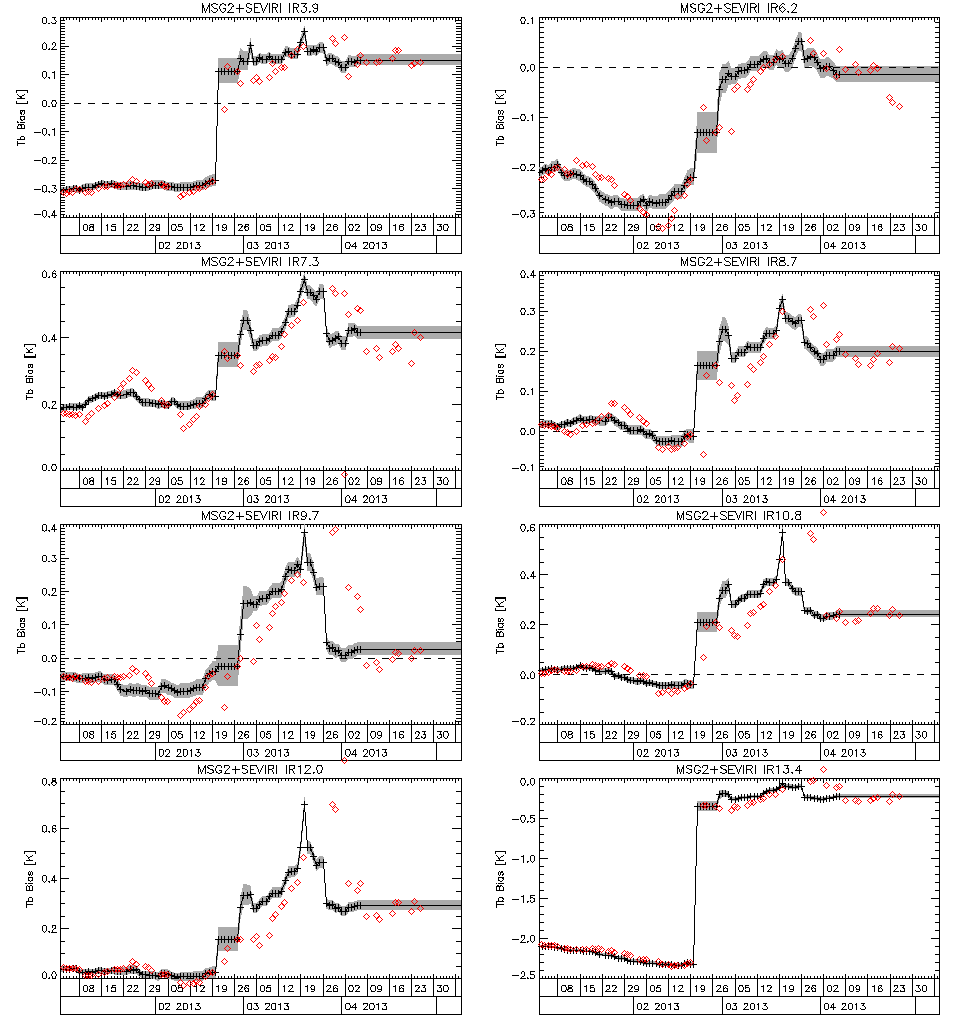 MSG2+SEVIRI IR3.9
Tb Bias [K]
0.3
0.2
0.1
0.0
−0.1
−0.2
−0.3
−0.4
08 15 22 29 05 12 19 26 05 12 19 26 02 09 16 23 30
02 2013 03 2013 04 2013
MSG2+SEVIRI IR6.2
Tb Bias [K]
0.1
0.0
−0.1
−0.2
−0.3
08 15 22 29 05 12 19 26 05 12 19 26 02 09 16 23 30
02 2013 03 2013 04 2013
MSG2+SEVIRI IR7.3
Tb Bias [K]
0.6
0.4
0.2
0.0
08 15 22 29 05 12 19 26 05 12 19 26 02 09 16 23 30
02 2013 03 2013 04 2013
MSG2+SEVIRI IR8.7
Tb Bias [K]
0.4
0.3
0.2
0.1
0.0
−0.1
08 15 22 29 05 12 19 26 05 12 19 26 02 09 16 23 30
02 2013 03 2013 04 2013
MSG2+SEVIRI IR9.7
Tb Bias [K]
0.4
0.3
0.2
0.1
0.0
−0.1
−0.2
08 15 22 29 05 12 19 26 05 12 19 26 02 09 16 23 30
02 2013 03 2013 04 2013
MSG2+SEVIRI IR10.8
Tb Bias [K]
0.6
0.4
0.2
0.0
−0.2
08 15 22 29 05 12 19 26 05 12 19 26 02 09 16 23 30
02 2013 03 2013 04 2013
MSG2+SEVIRI IR12.0
Tb Bias [K]
0.8
0.6
0.4
0.2
0.0
08 15 22 29 05 12 19 26 05 12 19 26 02 09 16 23 30
02 2013 03 2013 04 2013
MSG2+SEVIRI IR13.4
Tb Bias [K]
0.0
−0.5
−1.0
−1.5
−2.0
−2.5
08 15 22 29 05 12 19 26 05 12 19 26 02 09 16 23 30
02 2013 03 2013 04 2013